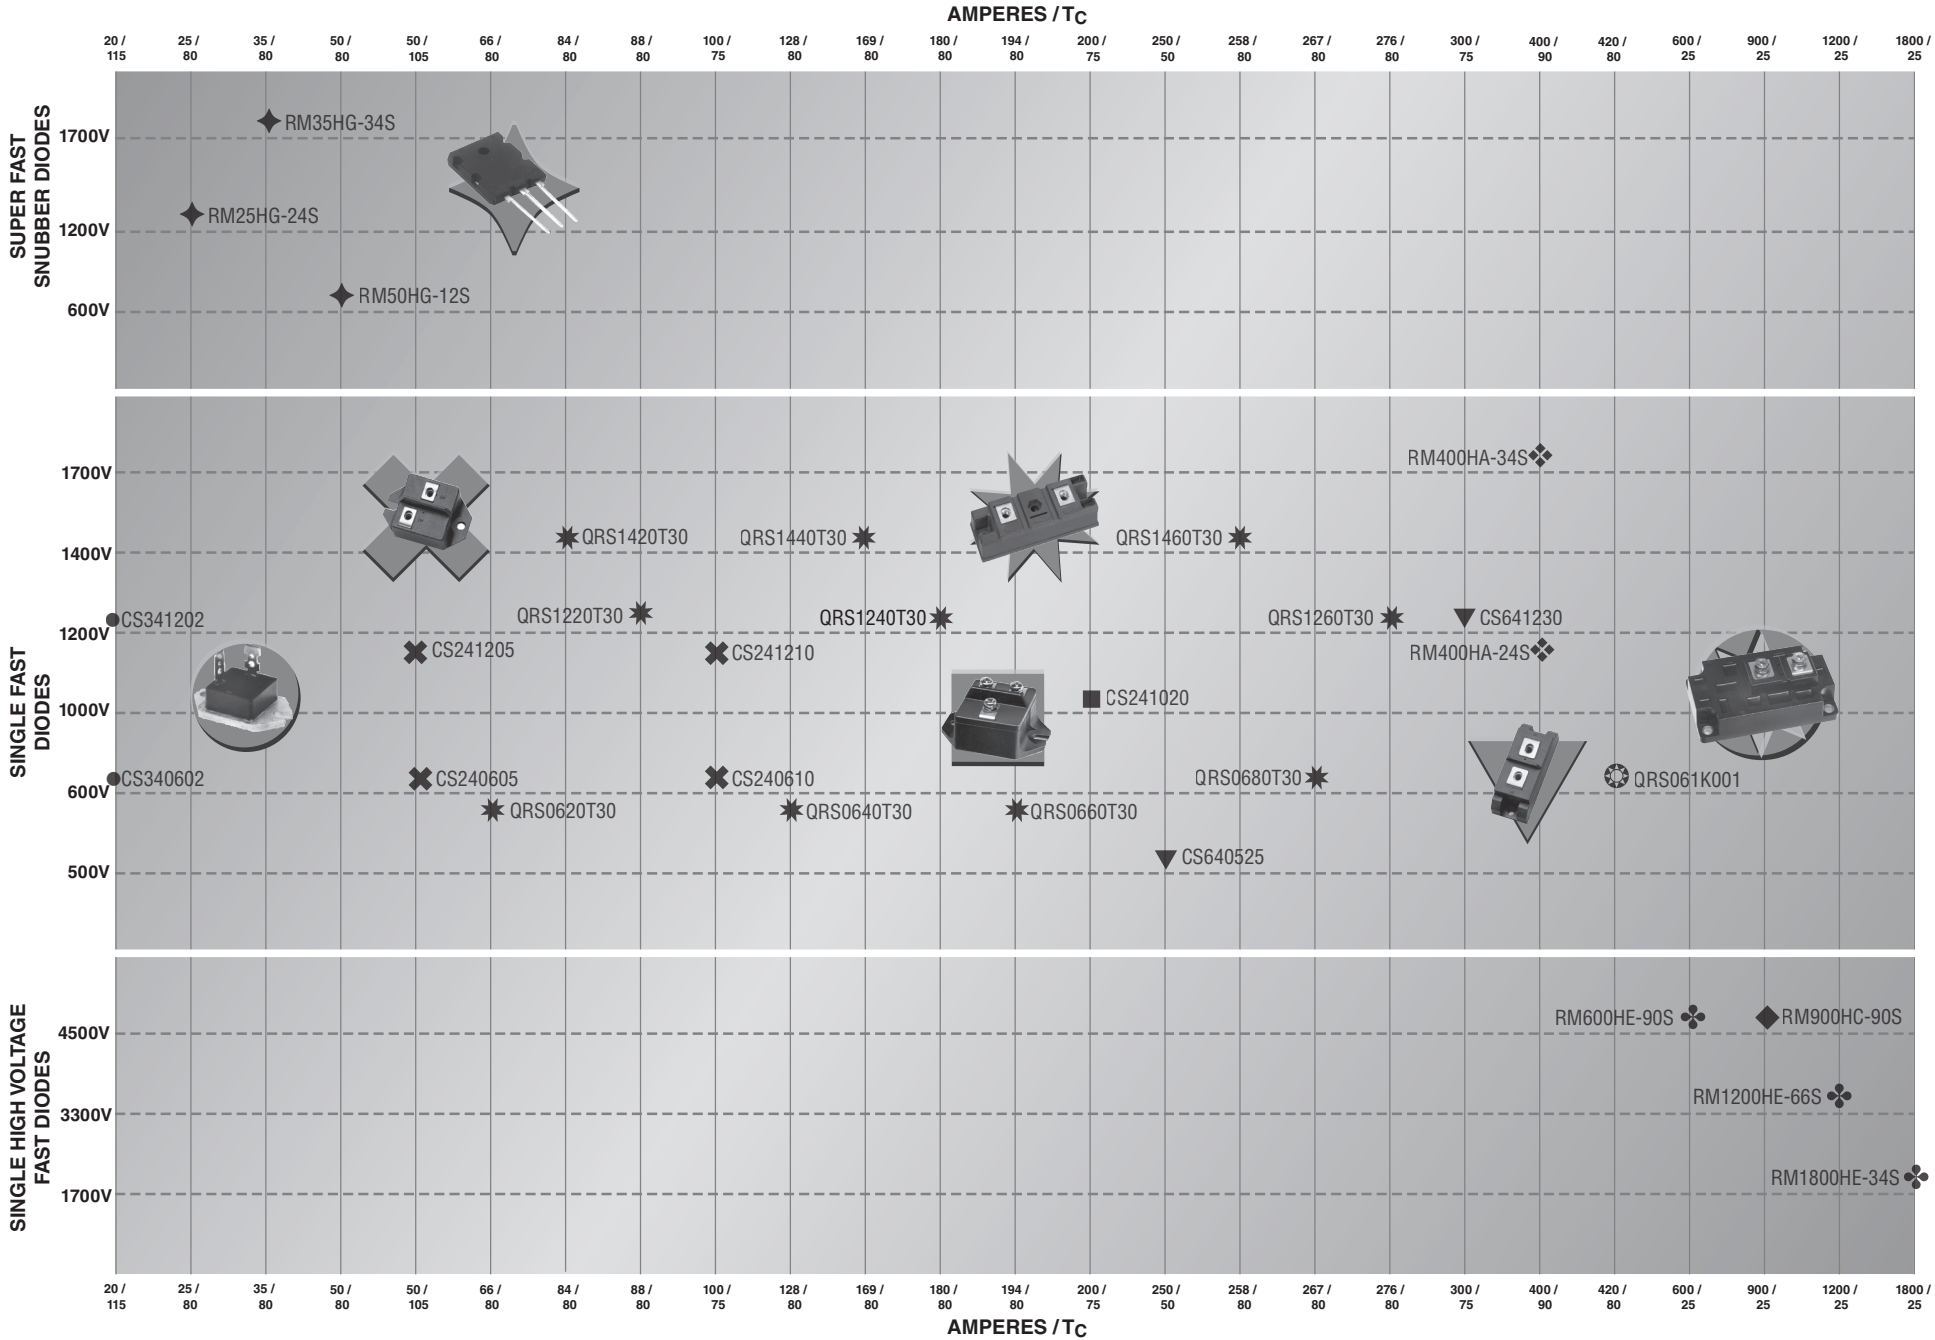 AMPERES / TC
20 / 25 / 35 / 50 / 50 / 66 / 84 / 88 / 100 / 128 / 169 / 180 / 194 / 200 / 250 / 258 / 267 / 276 / 300 / 400 / 420 / 600 / 900 / 1200 / 1800 /
115 80 80 80 105 80 80 80 75 80 80 80 80 75 50 80 80 80 75 90 80 25 25 25 25
SUPER FAST
SNUBBER DIODES
RM35HG-34S
1700V
RM25HG-24S
1200V
RM50HG-12S
600V
SINGLE FAST
DIODES
RM400HA-34S
1700V
QRS1420T30 QRS1440T30 QRS1460T30
1400V
CS341202 QRS1220T30 QRS1240T30 QRS1260T30 CS641230
1200V
CS241205 CS241210 RM400HA-24S
CS241020
1000V
CS340602 CS240605 CS240610 QRS0680T30 QRS061K001
600V
QRS0620T30 QRS0640T30 QRS0660T30
CS640525
500V
SINGLE HIGH VOLTAGE
FAST DIODES
RM600HE-90S RM900HC-90S
4500V
RM1200HE-66S
3300V
RM1800HE-34S
1700V
20 / 25 / 35 / 50 / 50 / 66 / 84 / 88 / 100 / 128 / 169 / 180 / 194 / 200 / 250 / 258 / 267 / 276 / 300 / 400 / 420 / 600 / 900 / 1200 / 1800 /
115 80 80 80 105 80 80 80 75 80 80 80 80 75 50 80 80 80 75 90 80 25 25 25 25
AMPERES / TC